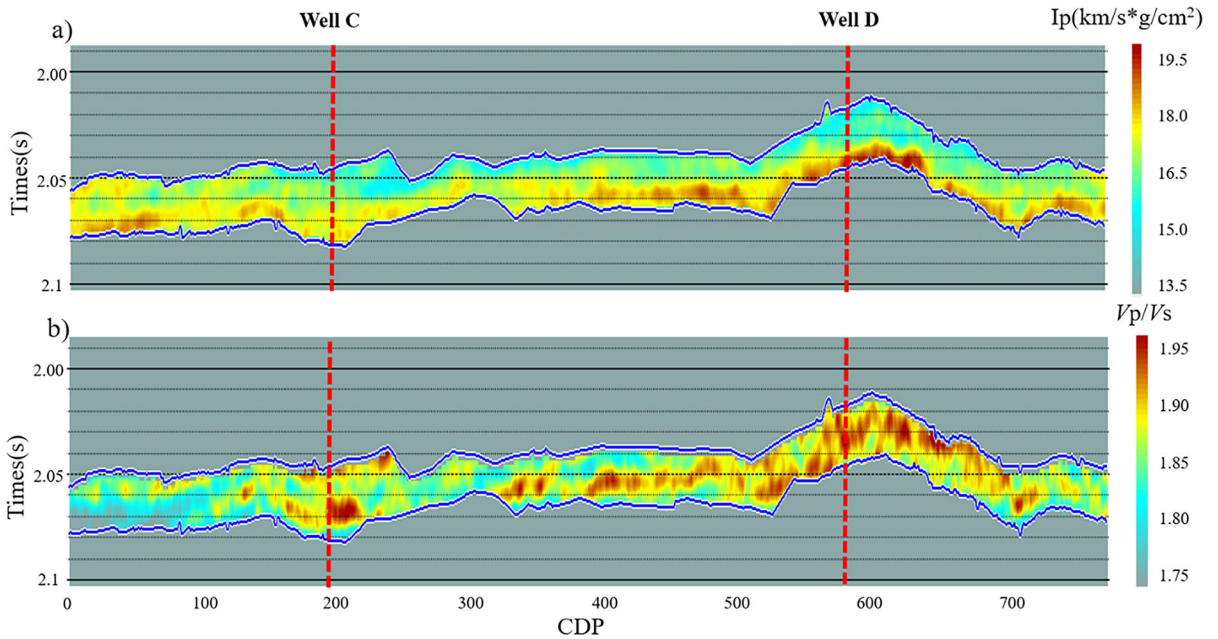 Well C
Well D
Ip(km/s*g/cm²)
a)
Times(s)
2.00
2.05
2.1
19.5
18.0
16.5
15.0
13.5
b)
Vp/Vs
Times(s)
2.00
2.05
2.1
1.95
1.90
1.85
1.80
1.75
0 100 200 300 400 500 600 700
CDP